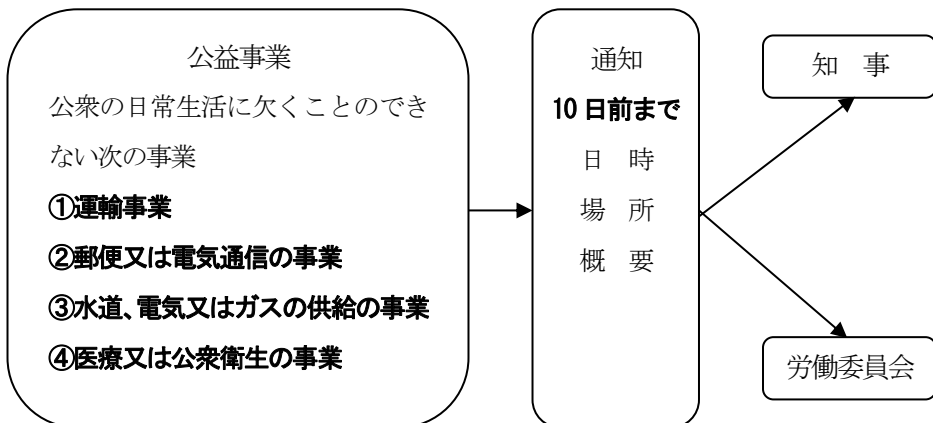 公益事業
公衆の日常生活に欠くことのでき
ない次の事業
①運輸事業
②郵便又は電気通信の事業
③水道、電気又はガスの供給の事業
④医療又は公衆衛生の事業
通知
10日前まで
日 時
場 所
概 要
知 事
労働委員会